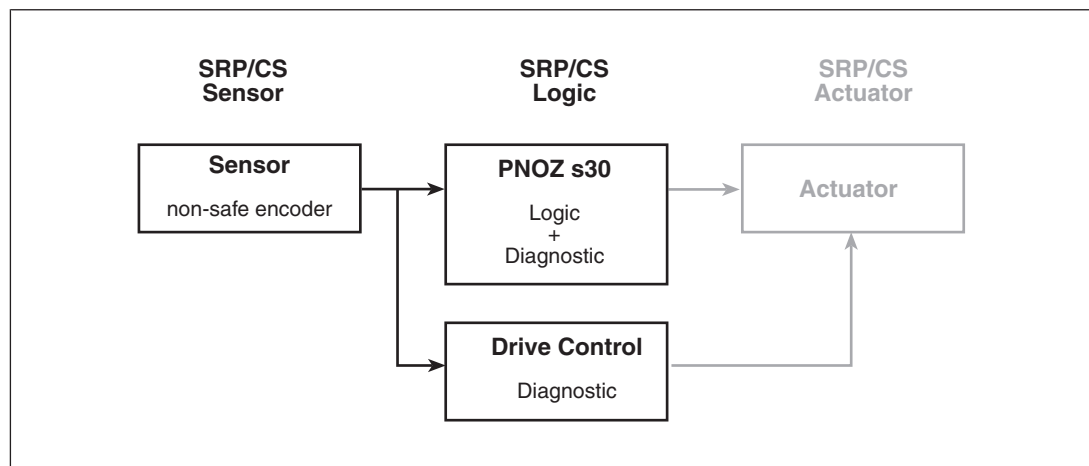 SRP/CS
Sensor
SRP/CS
Logic
SRP/CS
Actuator
Sensor
non-safe encoder
PNOZ s30
Logic
+
Diagnostic
Actuator
Drive Control
Diagnostic